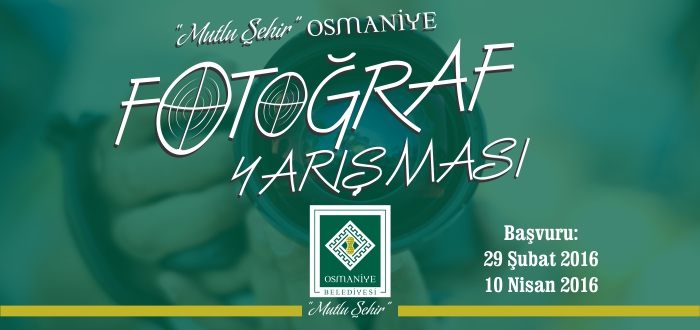 "Mutlu Şehir" OSMANİYE
FOTOĞRAF
YARIŞMASI
Başvuru:
29 Şubat 2016
10 Nisan 2016
OSMANİYE
BELEDİYESİ
"Mutlu Şehir"